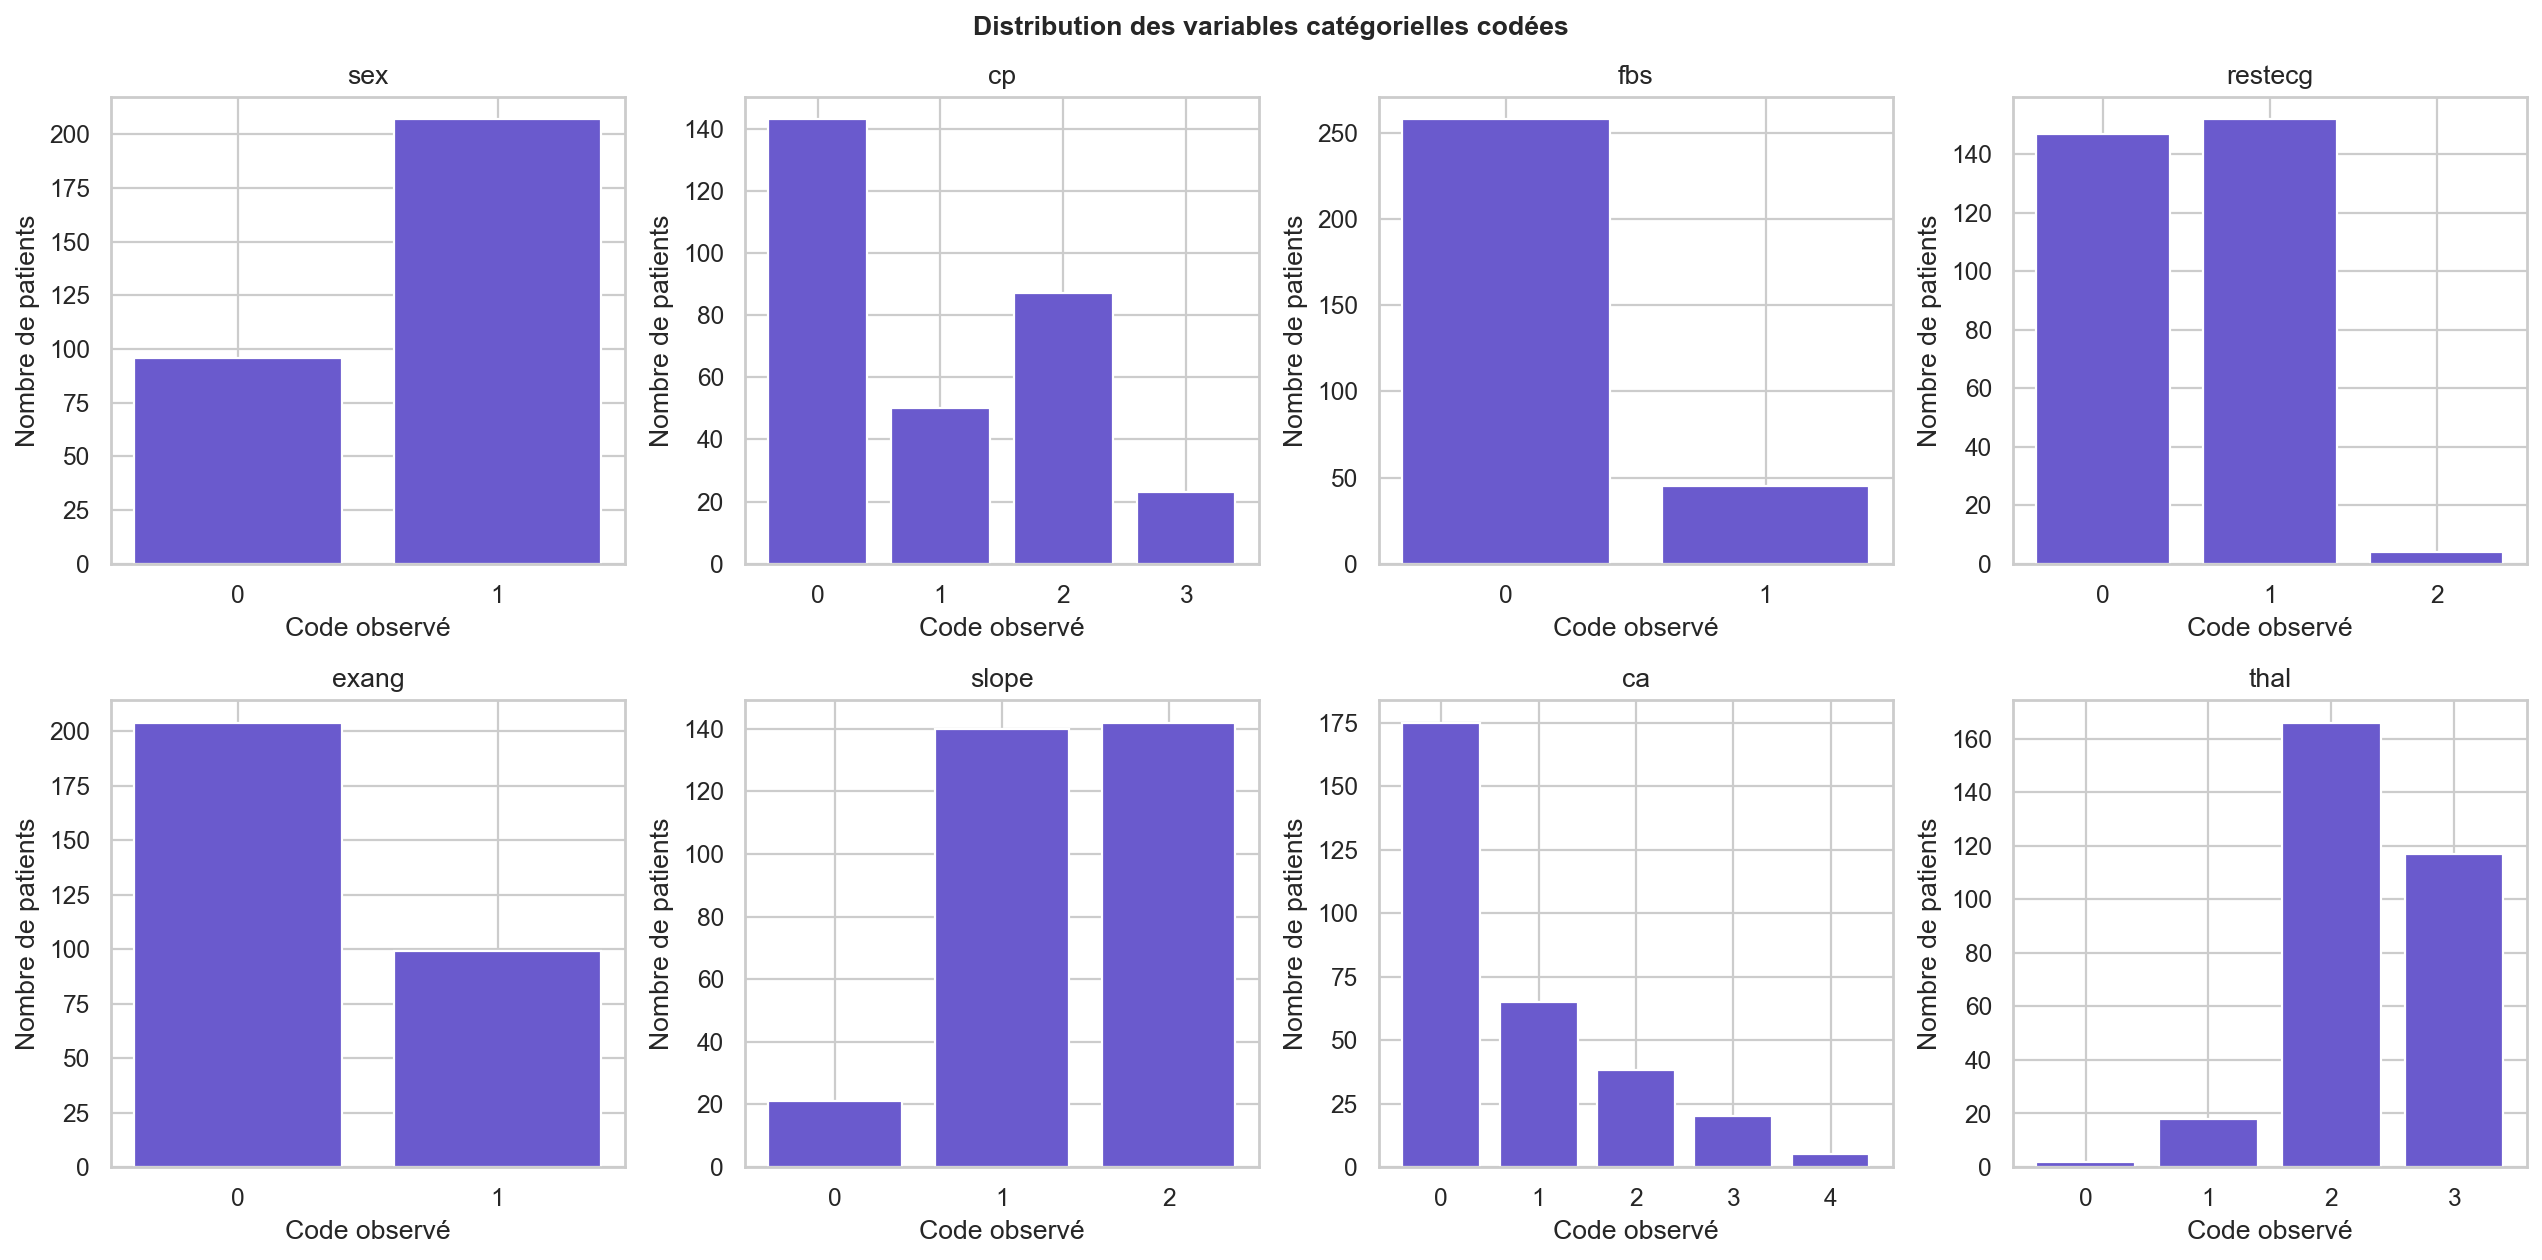 Distribution des variables catégorielles codées
sex
cp
fbs
restecg
Nombre de patients
0
25
50
75
100
125
150
175
200
0 1
Code observé
Nombre de patients
0
20
40
60
80
100
120
140
0 1 2 3
Code observé
Nombre de patients
0
50
100
150
200
250
0 1
Code observé
Nombre de patients
0
20
40
60
80
100
120
140
0 1 2
Code observé
exang
slope
ca
thal
Nombre de patients
0
25
50
75
100
125
150
175
200
0 1
Code observé
Nombre de patients
0
20
40
60
80
100
120
140
0 1 2
Code observé
Nombre de patients
0
25
50
75
100
125
150
175
0 1 2 3 4
Code observé
Nombre de patients
0
20
40
60
80
100
120
140
160
0 1 2 3
Code observé